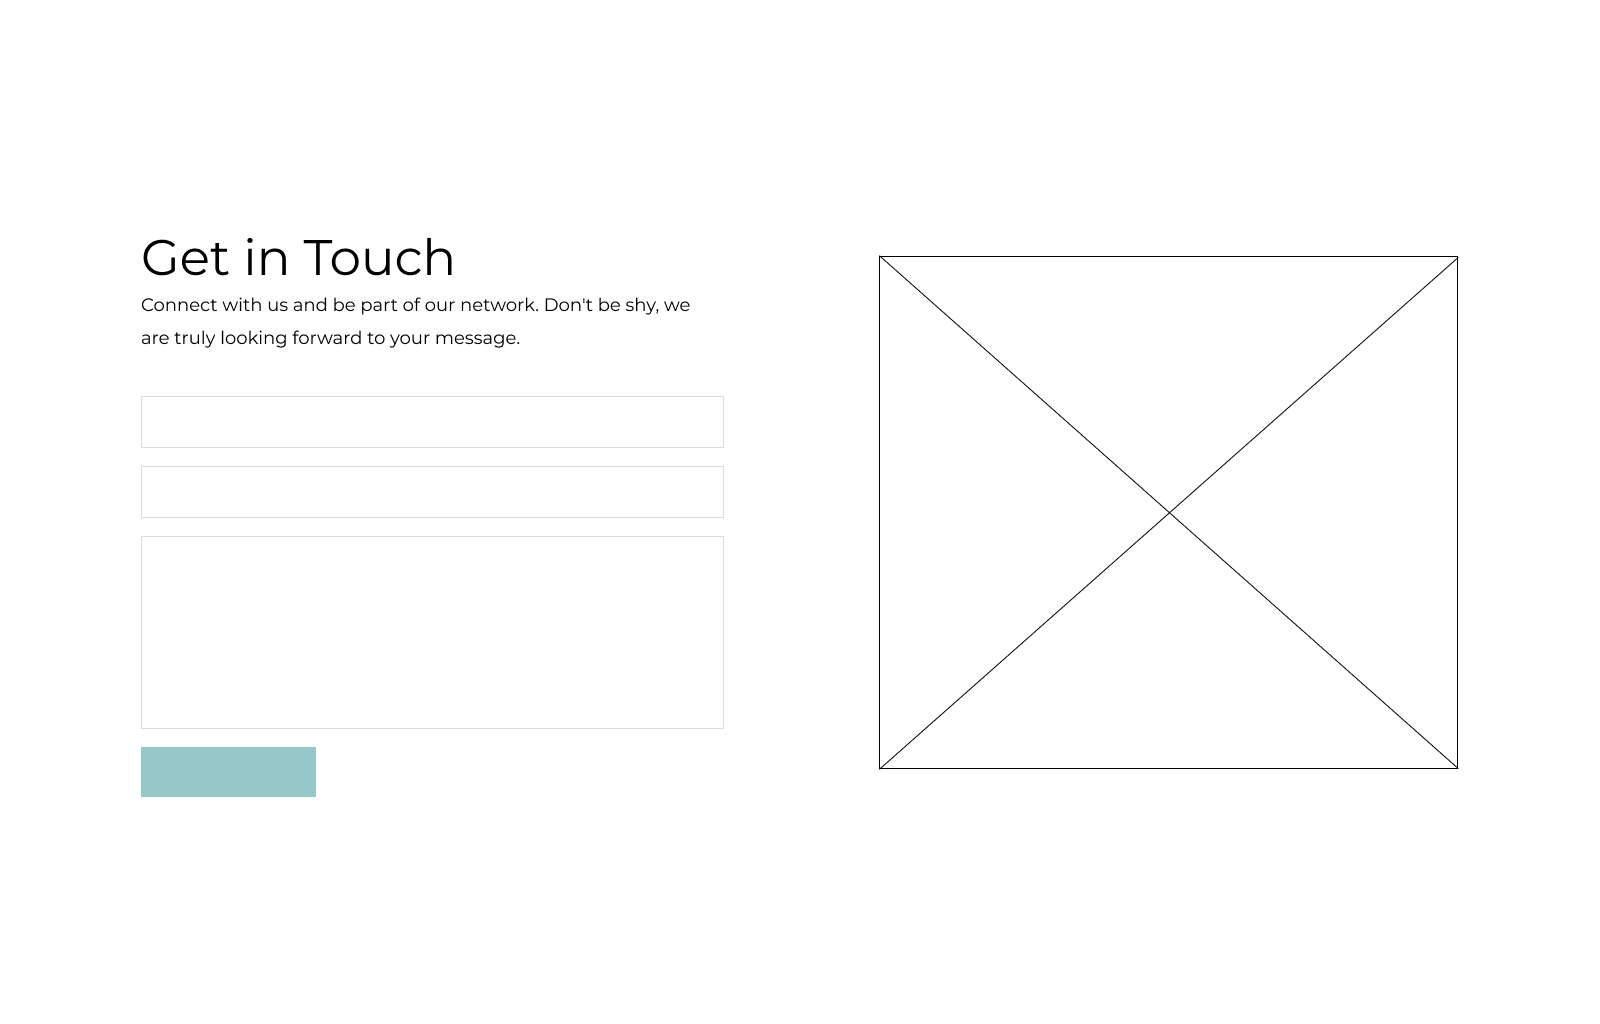 Get in Touch
Connect with us and be part of our network. Don't be shy, we
are truly looking forward to your message.